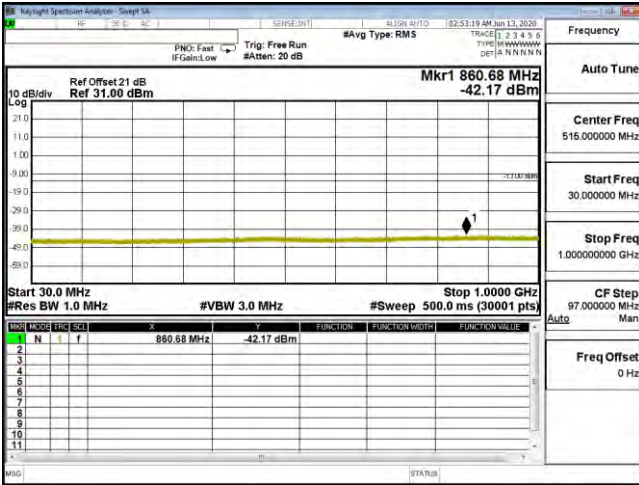 Keysight Spectrum Analyzer - Swept SA
RF 50 Ω AC SENSE:INT ALIGN AUTO 02:53:19 AM Jun 13, 2020
#Avg Type: RMS
TRACE 1 2 3 4 5 6
PNO: Fast Trig: Free Run TYPE M WWWWW
IFGain:Low #Atten: 20 dB DET A N N N N N
Frequency
Auto Tune
Center Freq
515.000000 MHz
Start Freq
30.000000 MHz
Stop Freq
1.000000000 GHz
CF Step
97.000000 MHz
Auto Man
Freq Offset
0 Hz
Mkr1 860.68 MHz
-42.17 dBm
Ref Offset 21 dB
10 dB/div Ref 31.00 dBm
Log
21.0
11.0
1.00
-9.00
-13.00 dBm
-19.0
-29.0
-39.0
1
-49.0
-59.0
Start 30.0 MHz Stop 1.0000 GHz
#Res BW 1.0 MHz #VBW 3.0 MHz #Sweep 500.0 ms (30001 pts)
MKR MODE TRC SCL X Y FUNCTION FUNCTION WIDTH FUNCTION VALUE
1 N 1 f 860.68 MHz -42.17 dBm
2
3
4
5
6
7
8
9
10
11
MSG STATUS